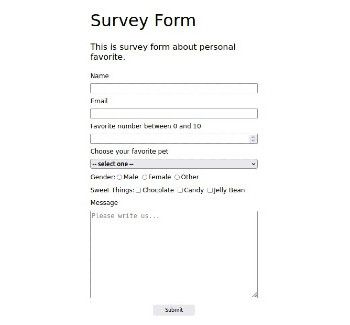 Survey Form
This is survey form about personal
favorite.
Name
Email
Favorite number between 0 and 10
Choose your favorite pet
-- select one --
Gender: Male Female Other
Sweet Things: Chocolate Candy Jelly Bean
Message
Please write us...
Submit